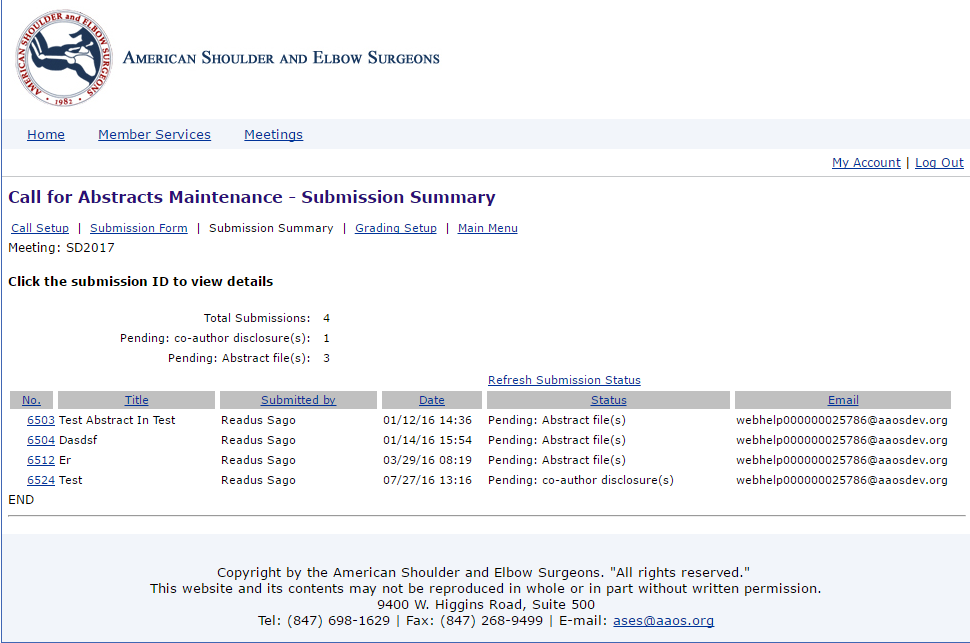 AMERICAN SHOULDER AND ELBOW SURGEONS
• 1982 •
AMERICAN SHOULDER AND ELBOW SURGEONS
Home Member Services Meetings
My Account | Log Out
Call for Abstracts Maintenance - Submission Summary
Call Setup | Submission Form | Submission Summary | Grading Setup | Main Menu
Meeting: SD2017
Click the submission ID to view details
Total Submissions: 4
Pending: co-author disclosure(s): 1
Pending: Abstract file(s): 3
Refresh Submission Status
No. Title Submitted by Date Status Email
6503 Test Abstract In Test Readus Sago 01/12/16 14:36 Pending: Abstract file(s) webhelp000000025786@aaosdev.org
6504 Dasdsf Readus Sago 01/14/16 15:54 Pending: Abstract file(s) webhelp000000025786@aaosdev.org
6512 Er Readus Sago 03/29/16 08:19 Pending: Abstract file(s) webhelp000000025786@aaosdev.org
6524 Test Readus Sago 07/27/16 13:16 Pending: co-author disclosure(s) webhelp000000025786@aaosdev.org
END
Copyright by the American Shoulder and Elbow Surgeons. "All rights reserved."
This website and its contents may not be reproduced in whole or in part without written permission.
9400 W. Higgins Road, Suite 500
Tel: (847) 698-1629 | Fax: (847) 268-9499 | E-mail: ases@aaos.org